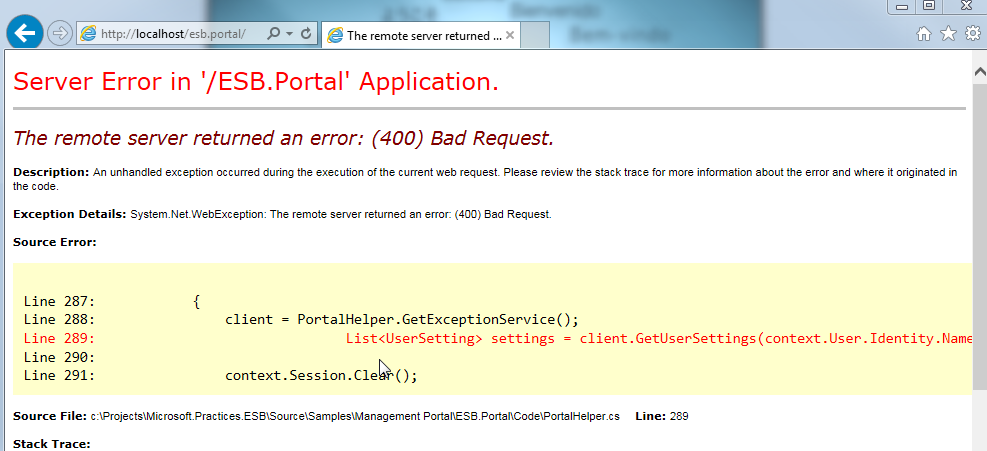 Bienvenido
Bem-vindo
http://localhost/esb.portal/
The remote server returned ...
Server Error in '/ESB.Portal' Application.
The remote server returned an error: (400) Bad Request.
Description: An unhandled exception occurred during the execution of the current web request. Please review the stack trace for more information about the error and where it originated in
the code.
Exception Details: System.Net.WebException: The remote server returned an error: (400) Bad Request.
Source Error:
Line 287: {
Line 288: client = PortalHelper.GetExceptionService();
Line 289: List<UserSetting> settings = client.GetUserSettings(context.User.Identity.Name
Line 290:
Line 291: context.Session.Clear();
Source File: c:\Projects\Microsoft.Practices.ESB\Source\Samples\Management Portal\ESB.Portal\Code\PortalHelper.cs Line: 289
Stack Trace: